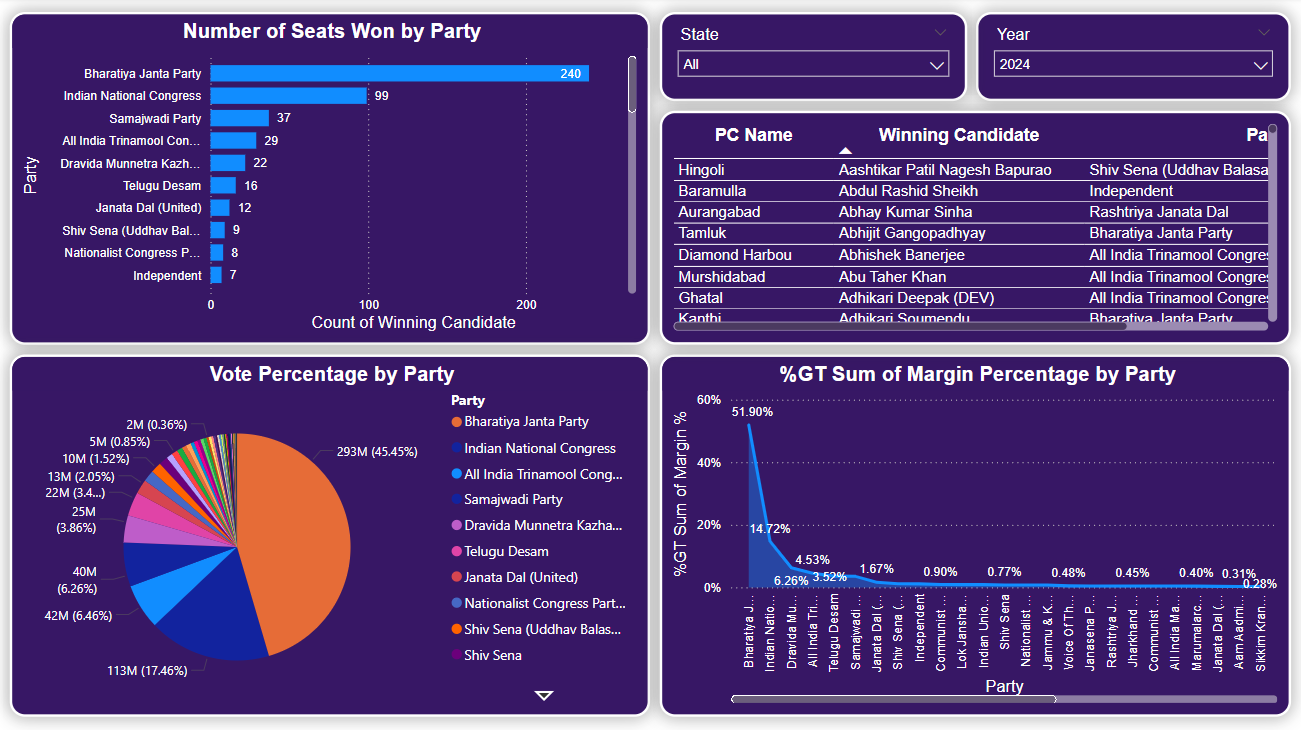 Number of Seats Won by Party
Party
Bharatiya Janta Party
240
Indian National Congress
99
Samajwadi Party
37
All India Trinamool Con...
29
Dravida Munnetra Kazh...
22
Telugu Desam
16
Janata Dal (United)
12
Shiv Sena (Uddhav Bal...
9
Nationalist Congress P...
8
Independent
7
0 100 200
Count of Winning Candidate
State
All
Year
2024
PC Name Winning Candidate Pa
Hingoli Aashtikar Patil Nagesh Bapurao Shiv Sena (Uddhav Balasa
Baramulla Abdul Rashid Sheikh Independent
Aurangabad Abhay Kumar Sinha Rashtriya Janata Dal
Tamluk Abhijit Gangopadhyay Bharatiya Janta Party
Diamond Harbou Abhishek Banerjee All India Trinamool Congres
Murshidabad Abu Taher Khan All India Trinamool Congres
Ghatal Adhikari Deepak (DEV) All India Trinamool Congres
Kanthi Adhikari Soumendu Bharatiya Janta Party
Vote Percentage by Party
2M (0.36%)
5M (0.85%)
10M (1.52%)
13M (2.05%)
22M (3.4...)
25M
(3.86%)
40M
(6.26%)
42M (6.46%)
113M (17.46%)
293M (45.45%)
Party
Bharatiya Janta Party
Indian National Congress
All India Trinamool Cong...
Samajwadi Party
Dravida Munnetra Kazha...
Telugu Desam
Janata Dal (United)
Nationalist Congress Part...
Shiv Sena (Uddhav Balas...
Shiv Sena
%GT Sum of Margin Percentage by Party
%GT Sum of Margin %
60%
40%
20%
0%
51.90%
14.72%
6.26%
4.53%
3.52%
1.67%
0.90%
0.77%
0.48%
0.45%
0.40%
0.31%
0.28%
Bharatiya J...
Indian Natio...
Dravida Mu...
All India Tri...
Telugu Desam
Samajwadi ...
Janata Dal (...
Shiv Sena (...
Independent
Communist ...
Lok Jansha...
Indian Unio...
Shiv Sena
Nationalist...
Jammu & K...
Voice Of Th...
Janasena P...
Rashtriya J...
Jharkhand ...
Communist ...
All India Ma...
Marumalarc...
Janata Dal (...
Aam Aadmi...
Sikkim Kran...
Party